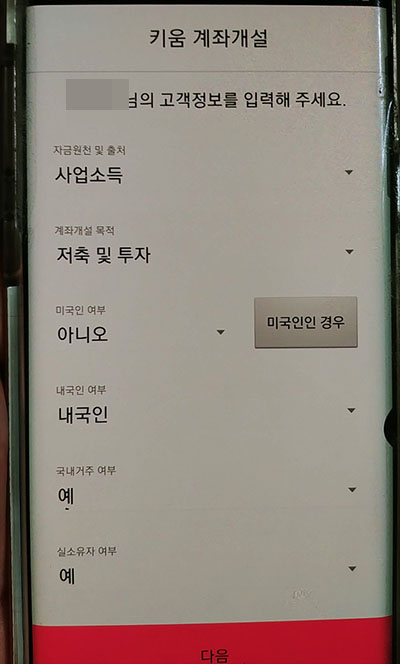 키움 계좌개설
님의 고객정보를 입력해 주세요.
자금원천 및 출처
사업소득
계좌개설 목적
저축 및 투자
미국인 여부
아니오
미국인인 경우
내국인 여부
내국인
국내거주 여부
예
실소유자 여부
예
다음